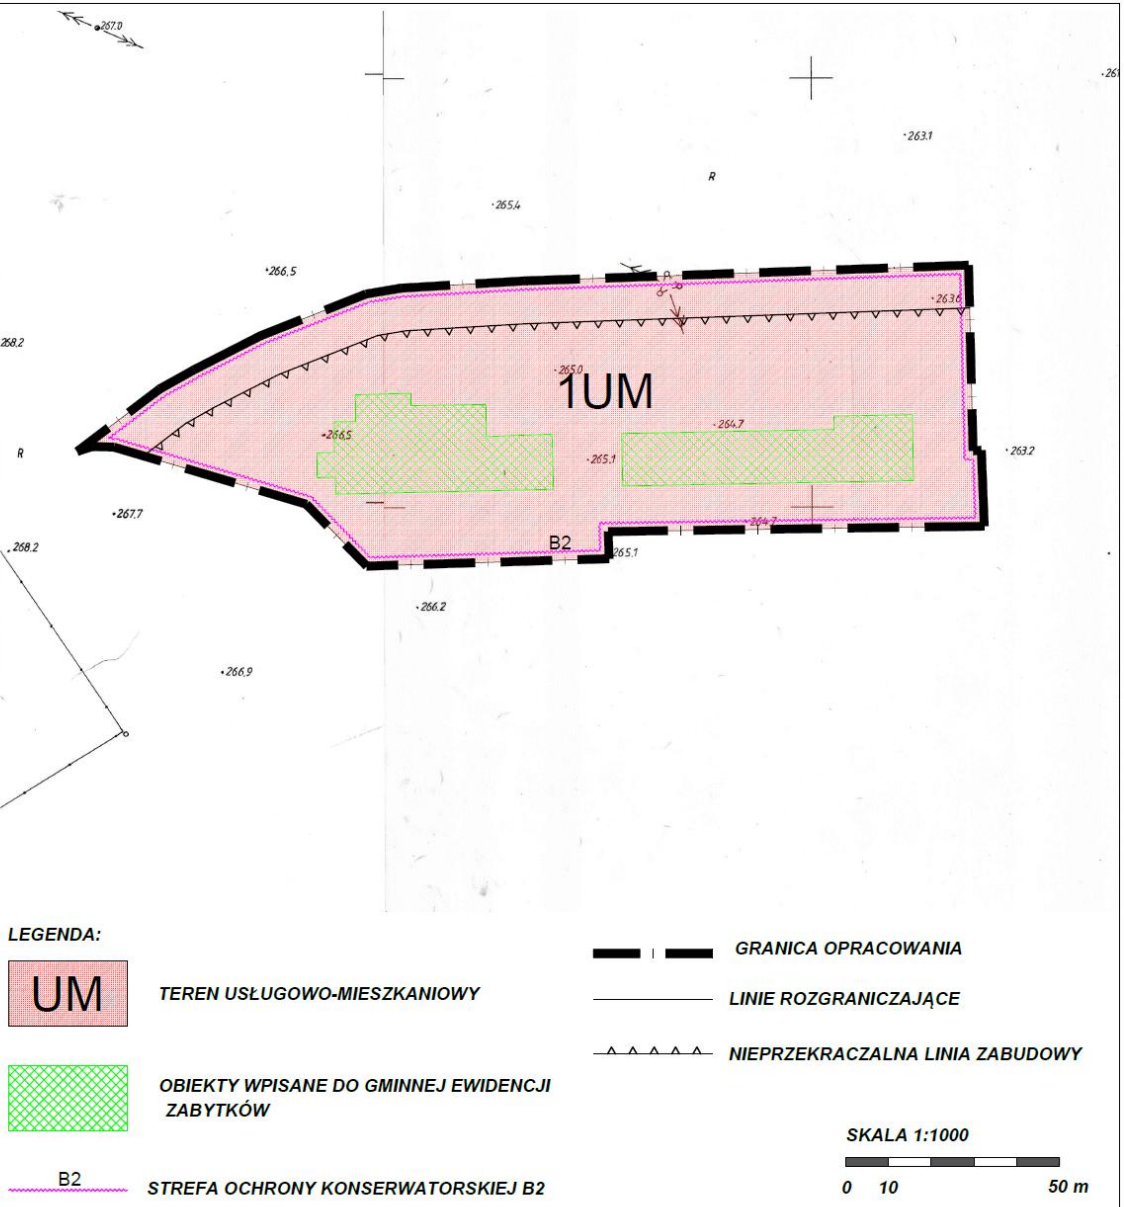 267.0
263.1
R
265.4
266,5
263.6
268.2
265.0
1UM
266.5
264.7
R
265.1
263.2
267.7
264.7
B2
268.2
265.1
266.2
266.9
LEGENDA:
UM
TEREN USŁUGOWO-MIESZKANIOWY
OBIEKTY WPISANE DO GMINNEJ EWIDENCJI
ZABYTKÓW
B2
STREFA OCHRONY KONSERWATORSKIEJ B2
GRANICA OPRACOWANIA
LINIE ROZGRANICZAJĄCE
NIEPRZEKRACZALNA LINIA ZABUDOWY
SKALA 1:1000
0 10 50 m